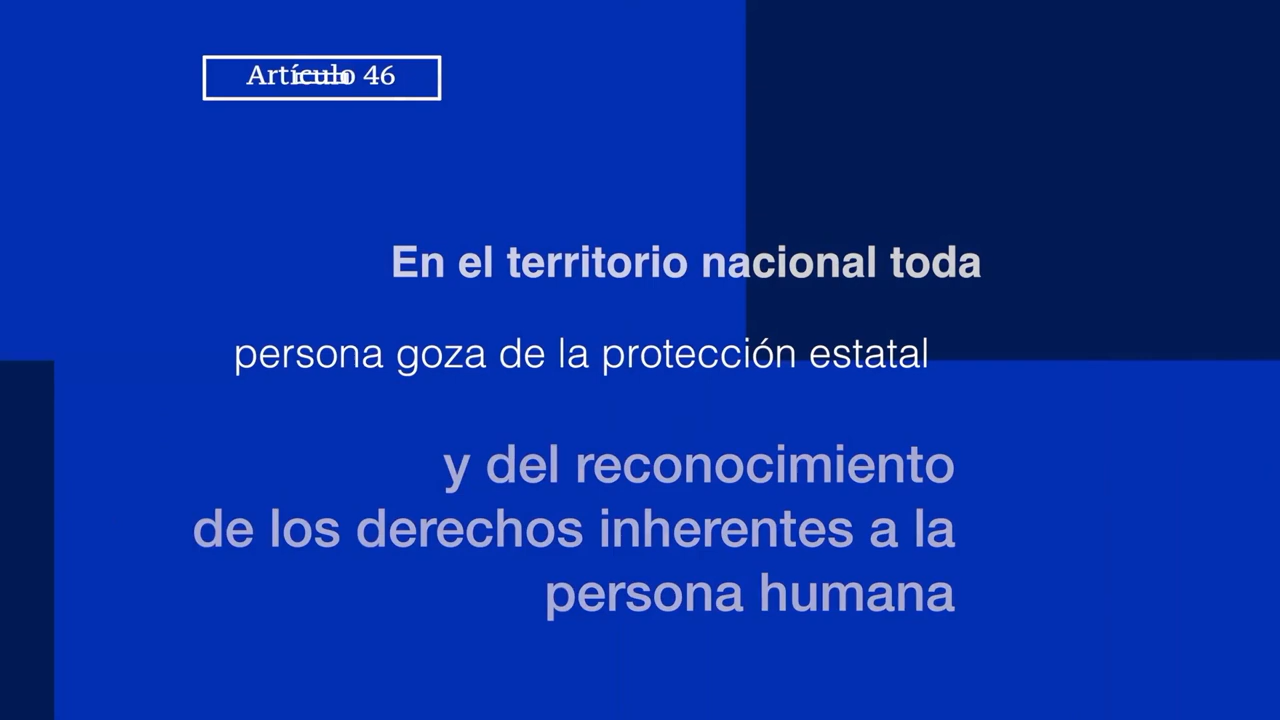 Artículo 46
En el territorio nacional toda
persona goza de la protección estatal
y del reconocimiento
de los derechos inherentes a la
persona humana